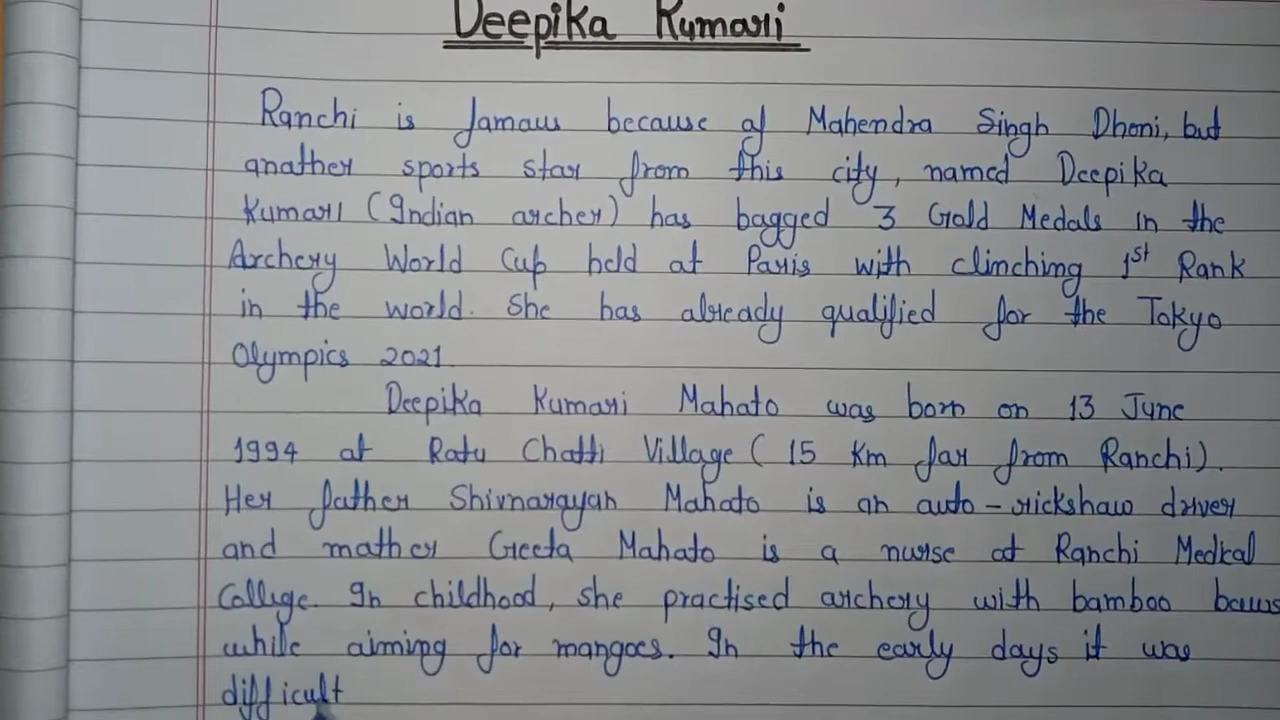 Deepika Kumari
Ranchi is famous because of Mahendra Singh Dhoni, but
another sports star from this city, named Deepika
Kumari (Indian archer) has bagged 3 Gold Medals in the
Archery World Cup held at Paris with climching 1st Rank
in the world. She has already qualified for the Tokyo
Olympics 2021
Deepika Kumari Mahato was born on 13 June
1994 at Ratu Chatti Village (15 Km far from Ranchi).
Her father Shivnarayan Mahato is an auto-rickshaw driver
and mother Geeta Mahato is a nurse at Ranchi Medical
College. In childhood, she practised archery with bamboo bows
while aiming for mangoes. In the early days it was
difficult